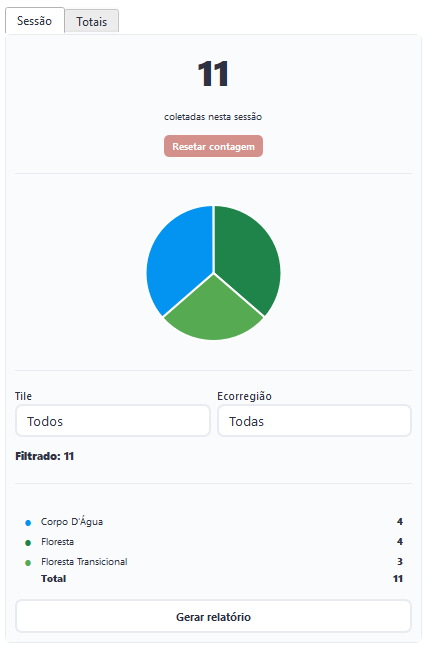 Sessão Totais
11
coletadas nesta sessão
Resetar contagem
Tile Ecorregião
Todos Todas
Filtrado: 11
Corpo D'Água 4
Floresta 4
Floresta Transicional 3
Total 11
Gerar relatório